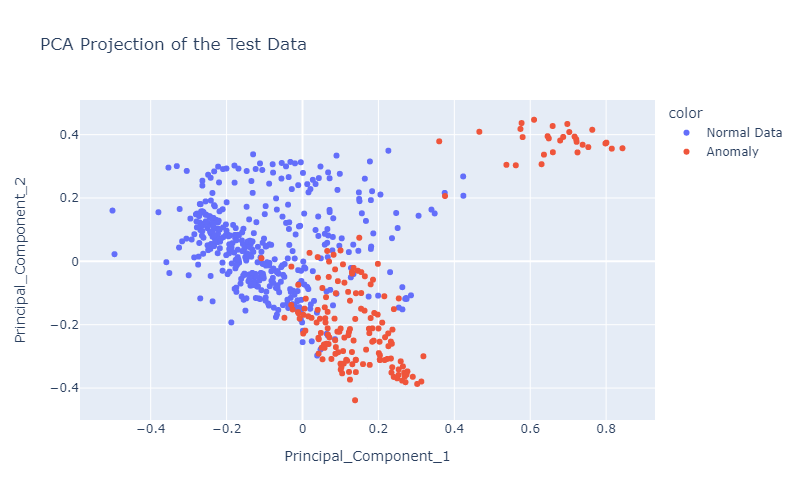 PCA Projection of the Test Data
color
Normal Data
Anomaly
0.4
0.2
0
−0.2
−0.4
Principal_Component_2
−0.4 −0.2 0 0.2 0.4 0.6 0.8
Principal_Component_1